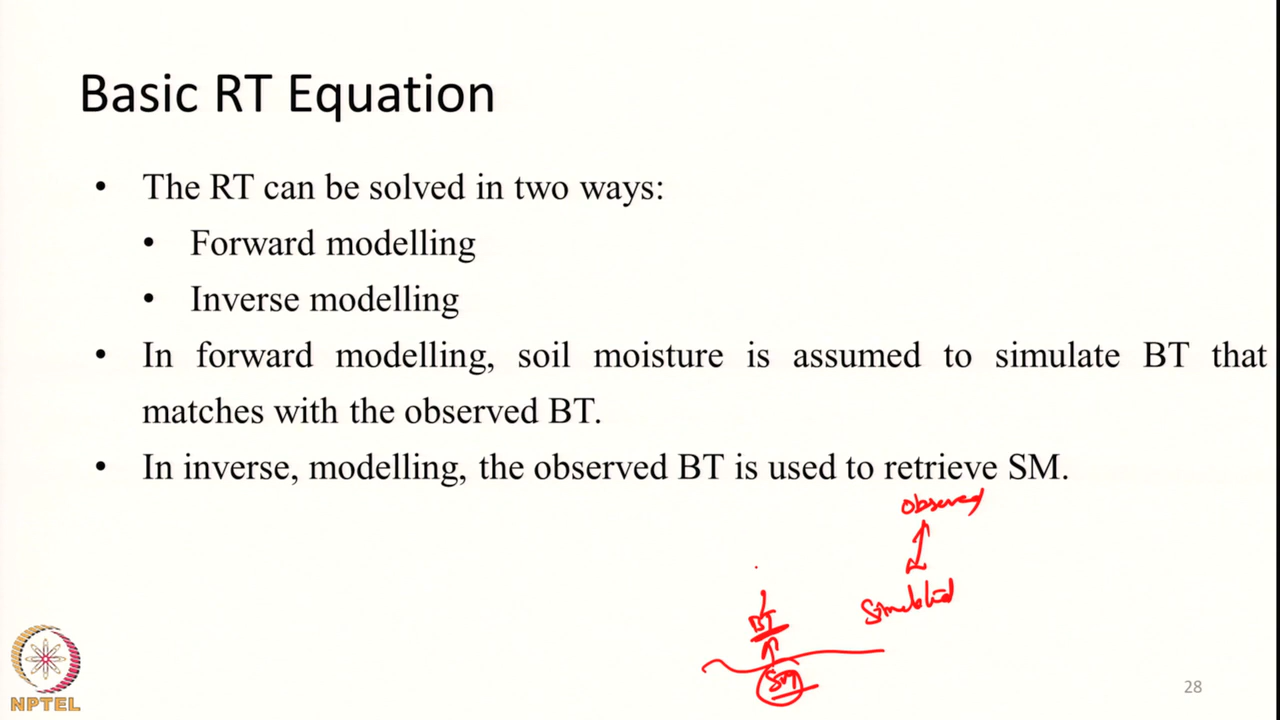 Basic RT Equation
• The RT can be solved in two ways:
• Forward modelling
• Inverse modelling
• In forward modelling, soil moisture is assumed to simulate BT that
matches with the observed BT.
• In inverse, modelling, the observed BT is used to retrieve SM.
Observed
Simulated
BT
SM
NPTEL
28